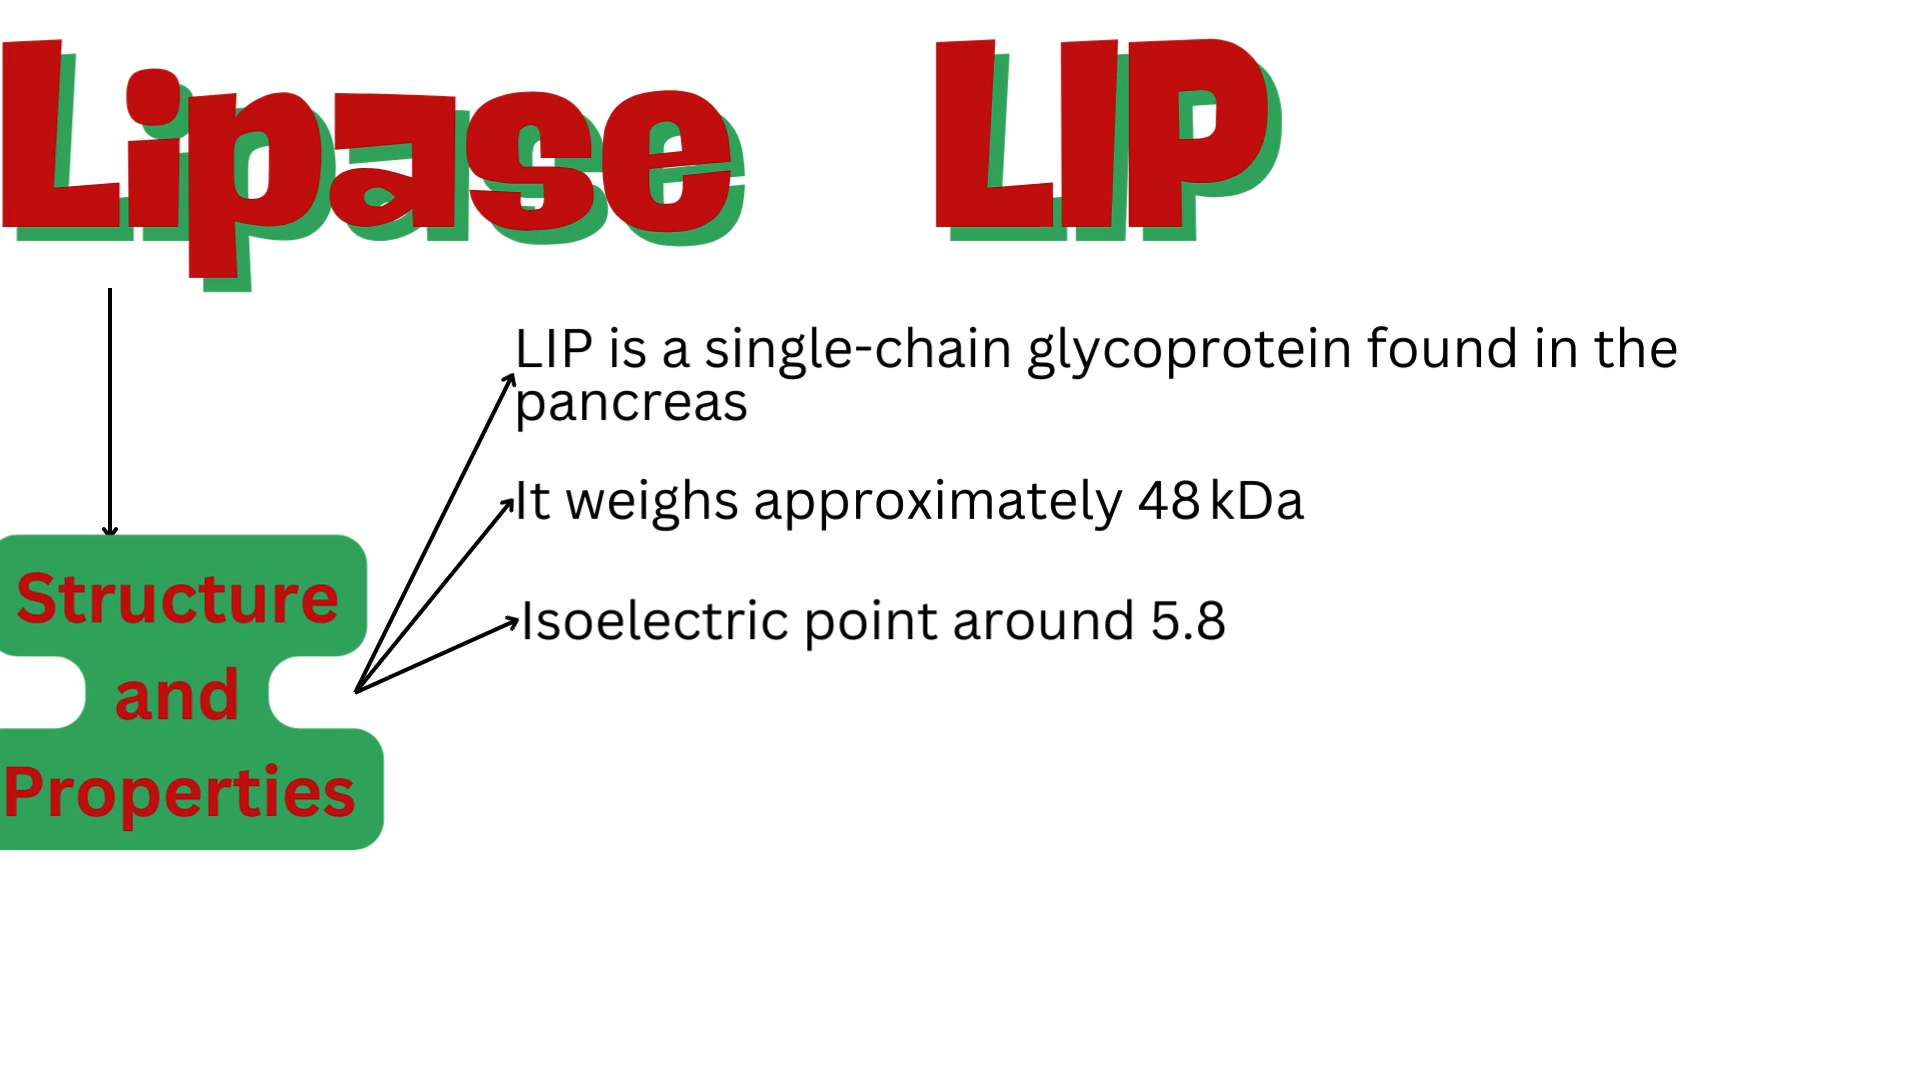 Lipase LIP
LIP is a single-chain glycoprotein found in the
pancreas
It weighs approximately 48 kDa
Isoelectric point around 5.8
Structure
and
Properties